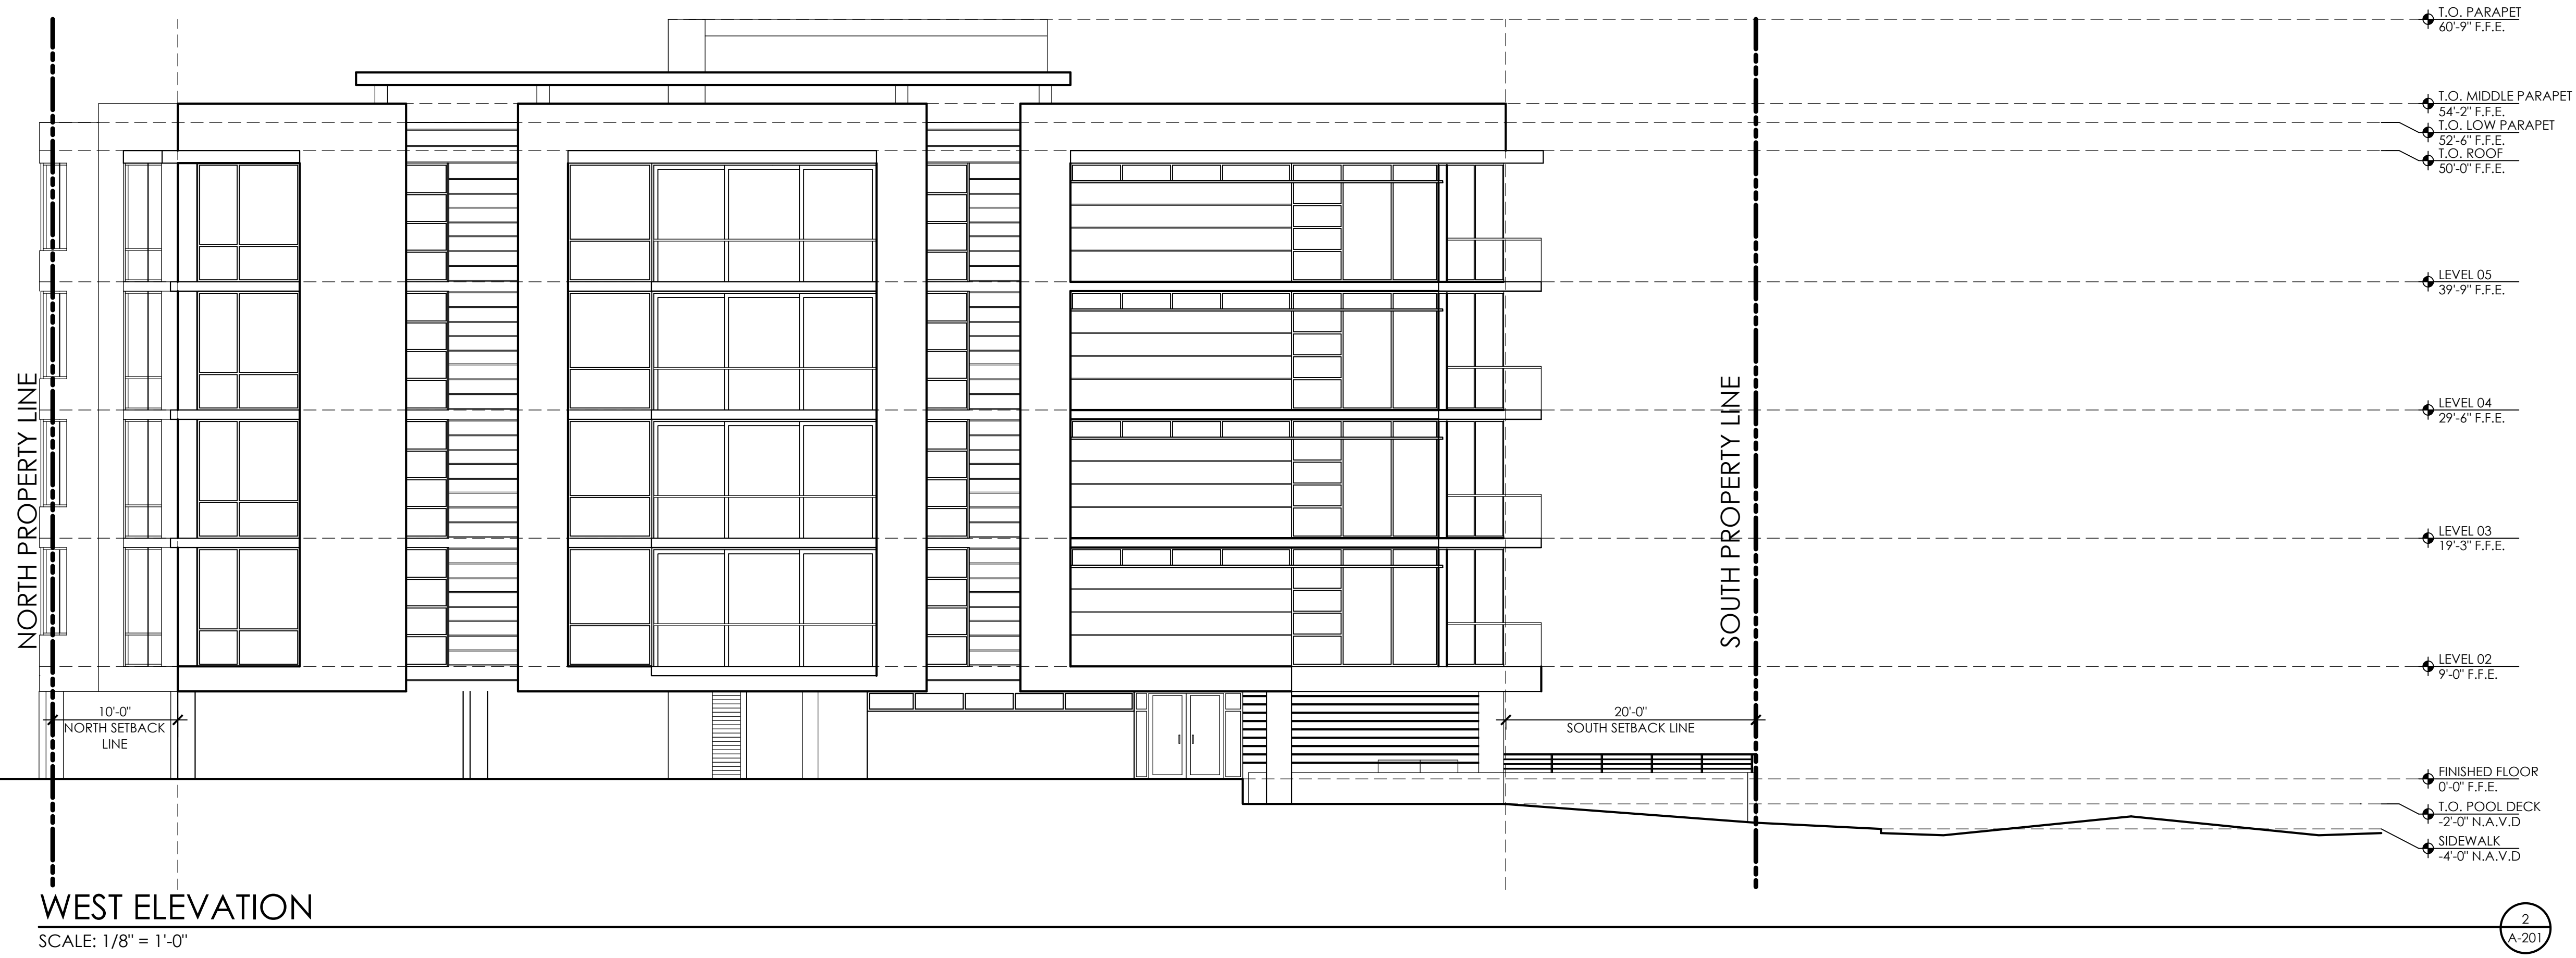 T.O. PARAPET
60'-9" F.F.E.
T.O. MIDDLE PARAPET
54'-2" F.F.E.
T.O. LOW PARAPET
52'-6" F.F.E.
T.O. ROOF
50'-0" F.F.E.
LEVEL 05
39'-9" F.F.E.
LEVEL 04
29'-6" F.F.E.
LEVEL 03
19'-3" F.F.E.
LEVEL 02
9'-0" F.F.E.
NORTH PROPERTY LINE
SOUTH PROPERTY LINE
10'-0"
NORTH SETBACK
LINE
20'-0"
SOUTH SETBACK LINE
FINISHED FLOOR
0'-0" F.F.E.
T.O. POOL DECK
-2'-0" N.A.V.D
SIDEWALK
-4'-0" N.A.V.D
WEST ELEVATION
SCALE: 1/8" = 1'-0"
2
A-201